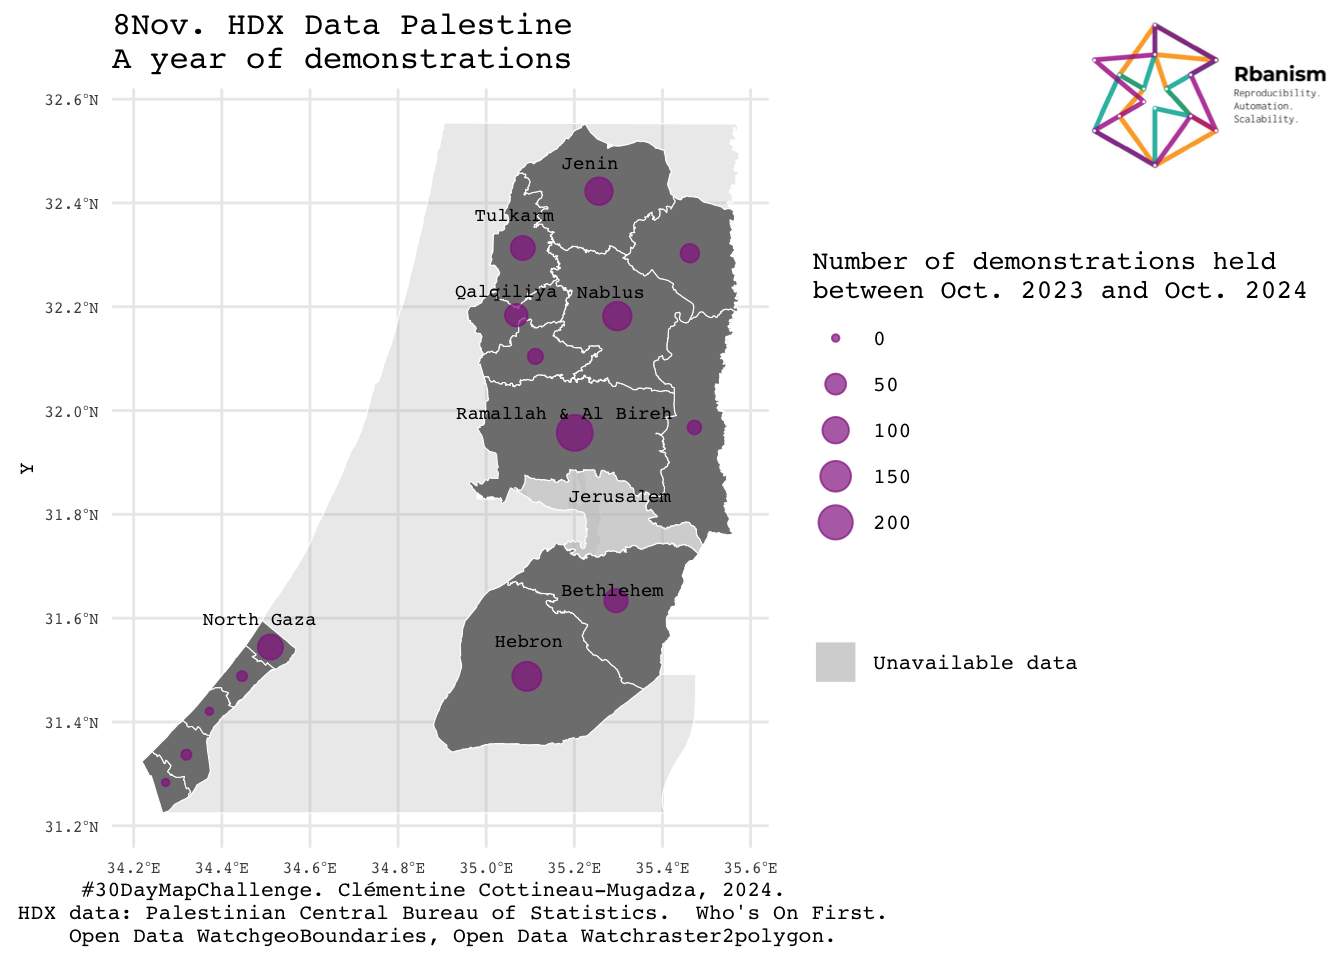 8Nov. HDX Data Palestine
A year of demonstrations
Rbanism
Reproducibility.
Automation.
Scalability.
32.6°N
32.4°N
32.2°N
32.0°N
31.8°N
31.6°N
31.4°N
31.2°N
Y
Jenin
Tulkarm
Qalqiliya
Nablus
Ramallah & Al Bireh
Jerusalem
Bethlehem
Hebron
North Gaza
Number of demonstrations held
between Oct. 2023 and Oct. 2024
0
50
100
150
200
Unavailable data
34.2°E 34.4°E 34.6°E 34.8°E 35.0°E 35.2°E 35.4°E 35.6°E
#30DayMapChallenge. Clémentine Cottineau-Mugadza, 2024.
HDX data: Palestinian Central Bureau of Statistics.  Who's On First.
Open Data WatchgeoBoundaries, Open Data Watchraster2polygon.